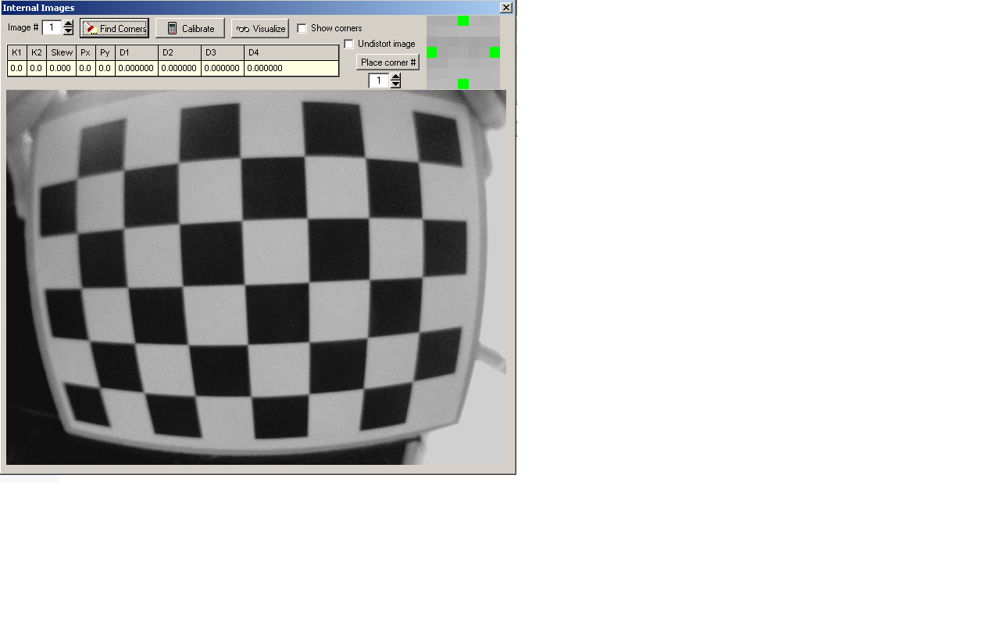 Internal Images
Image # 1 Find Corners Calibrate Visualize Show corners
Undistort image
K1 K2 Skew Px Py D1 D2 D3 D4
Place corner #
0.0 0.0 0.000 0.0 0.0 0.000000 0.000000 0.000000 0.000000
1